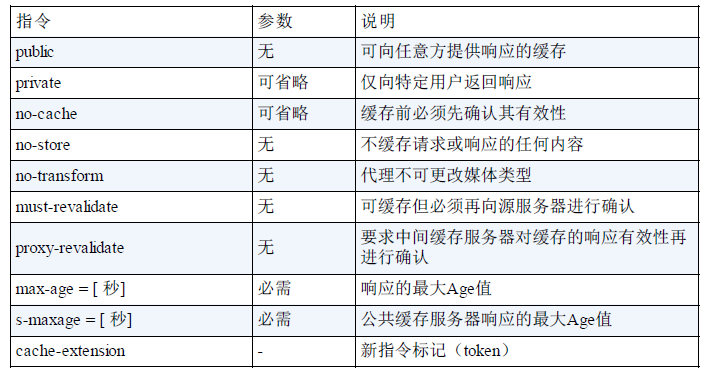 指令 参数 说明
public 无 可向任意方提供响应的缓存
private 可省略 仅向特定用户返回响应
no-cache 可省略 缓存前必须先确认其有效性
no-store 无 不缓存请求或响应的任何内容
no-transform 无 代理不可更改媒体类型
must-revalidate 无 可缓存但必须再向源服务器进行确认
proxy-revalidate 无 要求中间缓存服务器对缓存的响应有效性再
进行确认
max-age = [ 秒] 必需 响应的最大Age值
s-maxage = [ 秒] 必需 公共缓存服务器响应的最大Age值
cache-extension - 新指令标记（token）